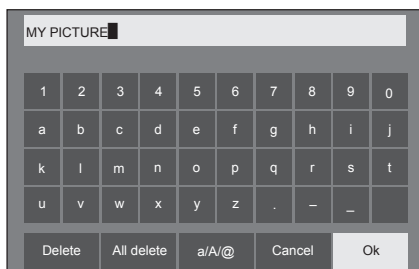 MY PICTURE
1 2 3 4 5 6 7 8 9 0
a b c d e f g h i j
k l m n o p q r s t
u v w x y z . – _
Delete All delete a/A/@ Cancel Ok